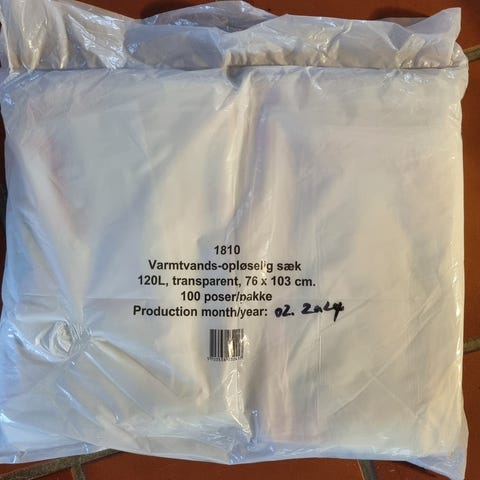 1810
Varmtvands-opløselig sæk
120L, transparent, 76 x 103 cm.
100 poser/pakke
Production month/year: 02. 2024